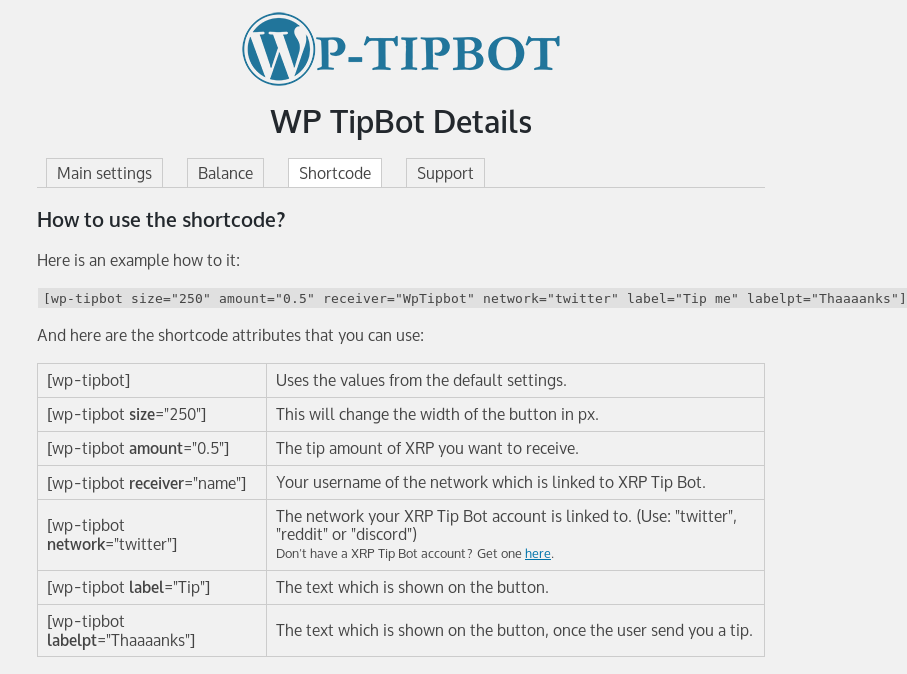 WP-TIPBOT
WP TipBot Details
Main settings
Balance
Shortcode
Support
How to use the shortcode?
Here is an example how to it:
[wp-tipbot size="250" amount="0.5" receiver="WpTipbot" network="twitter" label="Tip me" labelpt="Thaaaanks"]
And here are the shortcode attributes that you can use:
[wp-tipbot]
Uses the values from the default settings.
[wp-tipbot size="250"]
This will change the width of the button in px.
[wp-tipbot amount="0.5"]
The tip amount of XRP you want to receive.
[wp-tipbot receiver="name"]
Your username of the network which is linked to XRP Tip Bot.
[wp-tipbot
network="twitter"]
The network your XRP Tip Bot account is linked to. (Use: "twitter",
"reddit" or "discord")
Don't have a XRP Tip Bot account? Get one here.
[wp-tipbot label="Tip"]
The text which is shown on the button.
[wp-tipbot
labelpt="Thaaaanks"]
The text which is shown on the button, once the user send you a tip.